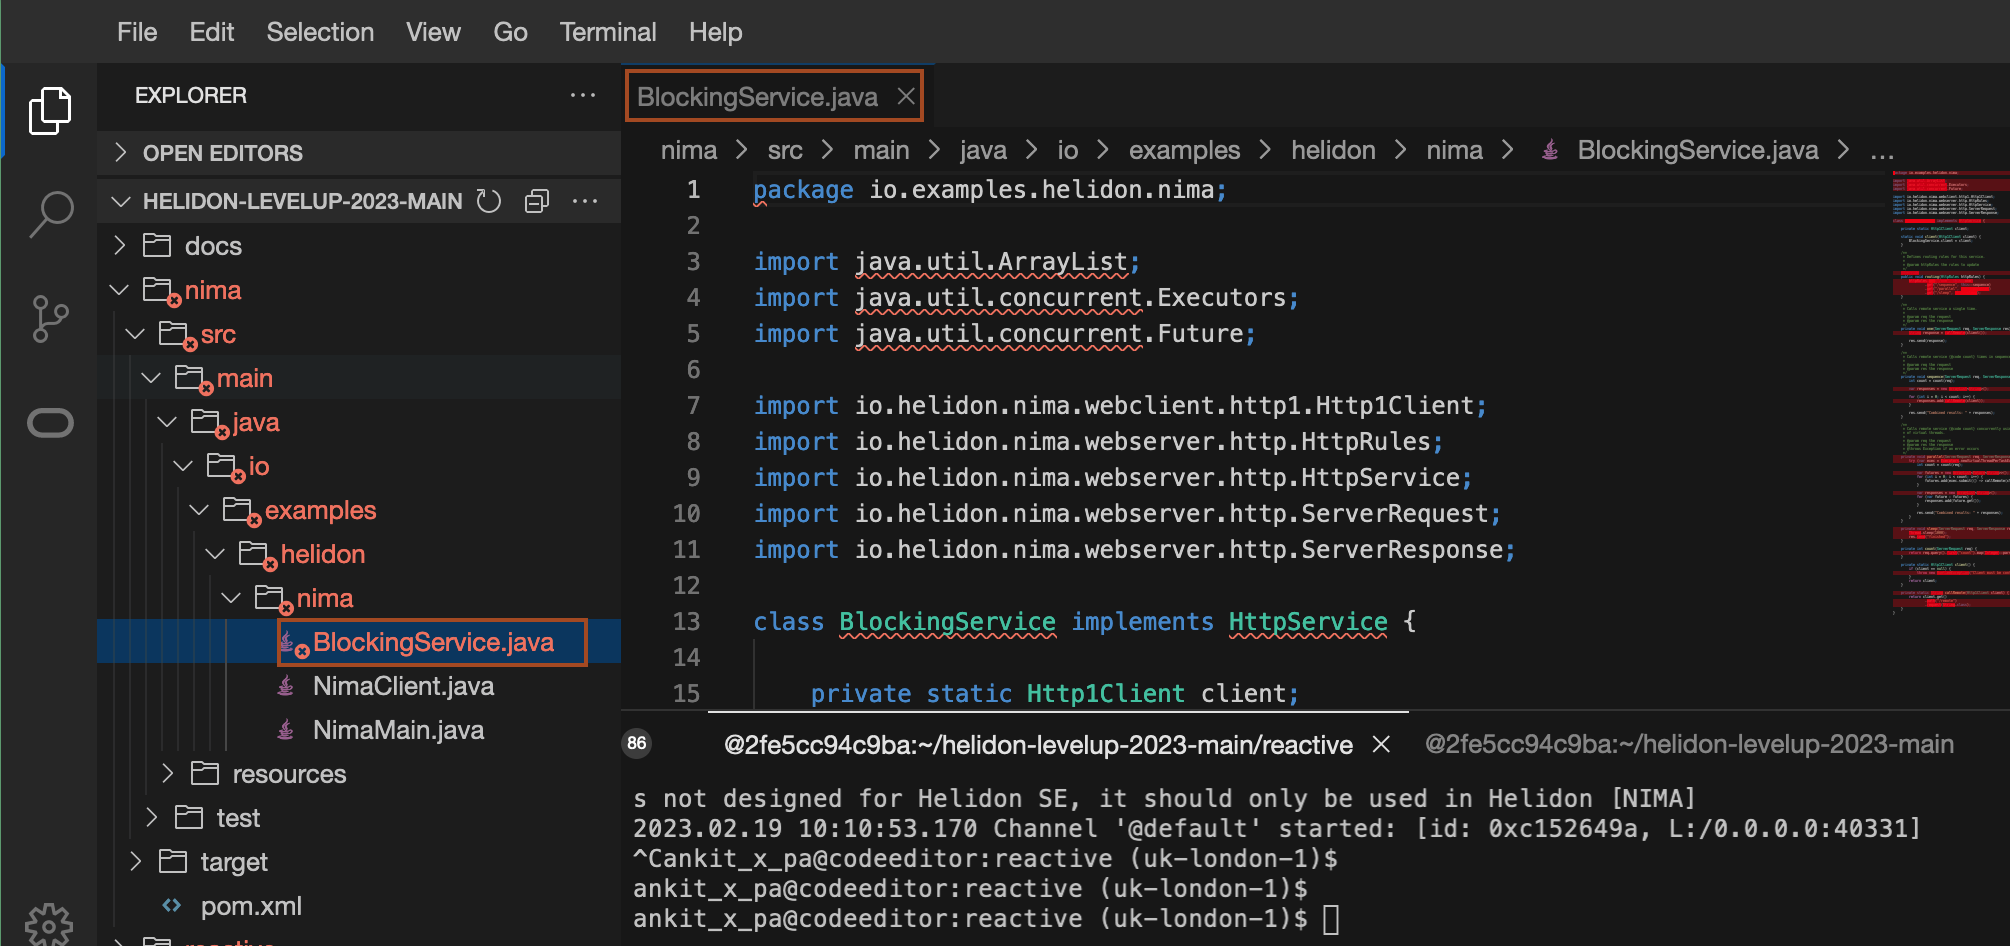 File Edit Selection View Go Terminal Help
EXPLORER
OPEN EDITORS
HELIDON-LEVELUP-2023-MAIN
docs
nima
src
main
java
io
examples
helidon
nima
BlockingService.java
NimaClient.java
NimaMain.java
resources
test
target
pom.xml
reactive
BlockingService.java
nima > src > main > java > io > examples > helidon > nima > BlockingService.java > ...
1 package io.examples.helidon.nima;
2
3 import java.util.ArrayList;
4 import java.util.concurrent.Executors;
5 import java.util.concurrent.Future;
6
7 import io.helidon.nima.webclient.http1.Http1Client;
8 import io.helidon.nima.webserver.http.HttpRules;
9 import io.helidon.nima.webserver.http.HttpService;
10 import io.helidon.nima.webserver.http.ServerRequest;
11 import io.helidon.nima.webserver.http.ServerResponse;
12
13 class BlockingService implements HttpService {
14
15 private static Http1Client client;
86 @2fe5cc94c9ba:~/helidon-levelup-2023-main/reactive @2fe5cc94c9ba:~/helidon-levelup-2023-main
s not designed for Helidon SE, it should only be used in Helidon [NIMA]
2023.02.19 10:10:53.170 Channel '@default' started: [id: 0xc152649a, L:/0.0.0.0:40331]
^Cankit_x_pa@codeeditor:reactive (uk-london-1)$
ankit_x_pa@codeeditor:reactive (uk-london-1)$
ankit_x_pa@codeeditor:reactive (uk-london-1)$